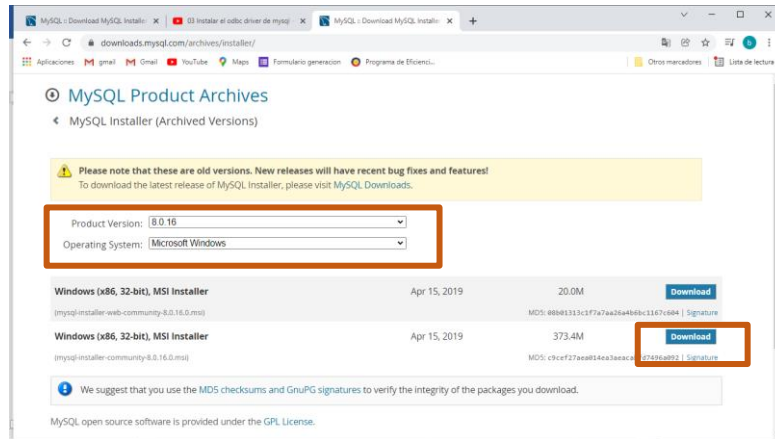 MySQL :: Download MySQL Installe
03 Instalar el odbc driver de mysql
MySQL :: Download MySQL Installe
downloads.mysql.com/archives/installer/
Aplicaciones gmail Gmail YouTube Maps Formulario generacion Programa de Eficienci... Otros marcadores Lista de lectura
MySQL Product Archives
MySQL Installer (Archived Versions)
Please note that these are old versions. New releases will have recent bug fixes and features!
To download the latest release of MySQL Installer, please visit MySQL Downloads.
Product Version: 8.0.16
Operating System: Microsoft Windows
Windows (x86, 32-bit), MSI Installer Apr 15, 2019 20.0M Download
(mysql-installer-web-community-8.0.16.0.msi) MD5: | Signature
Windows (x86, 32-bit), MSI Installer Apr 15, 2019 373.4M Download
(mysql-installer-community-8.0.16.0.msi) MD5: | Signature
We suggest that you use the MD5 checksums and GnuPG signatures to verify the integrity of the packages you download.
MySQL open source software is provided under the GPL License.